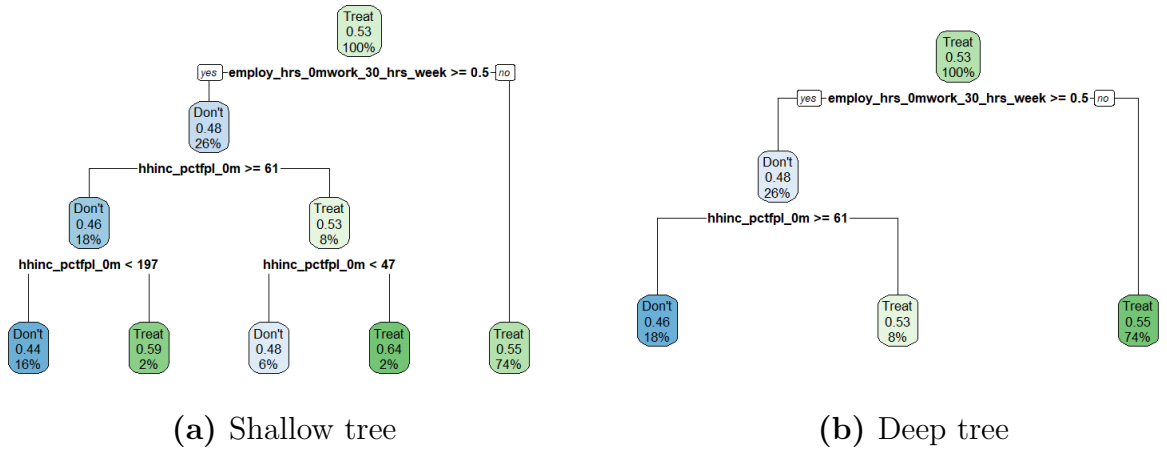 Treat
0.53
100%
yes employ_hrs_0mwork_30_hrs_week >= 0.5 no
Don't
0.48
26%
hhinc_pctfpl_0m >= 61
Don't
0.46
18%
Treat
0.53
8%
hhinc_pctfpl_0m < 197
hhinc_pctfpl_0m < 47
Don't
0.44
16%
Treat
0.59
2%
Don't
0.48
6%
Treat
0.64
2%
Treat
0.55
74%
(a) Shallow tree
Treat
0.53
100%
yes employ_hrs_0mwork_30_hrs_week >= 0.5 no
Don't
0.48
26%
hhinc_pctfpl_0m >= 61
Don't
0.46
18%
Treat
0.53
8%
Treat
0.55
74%
(b) Deep tree